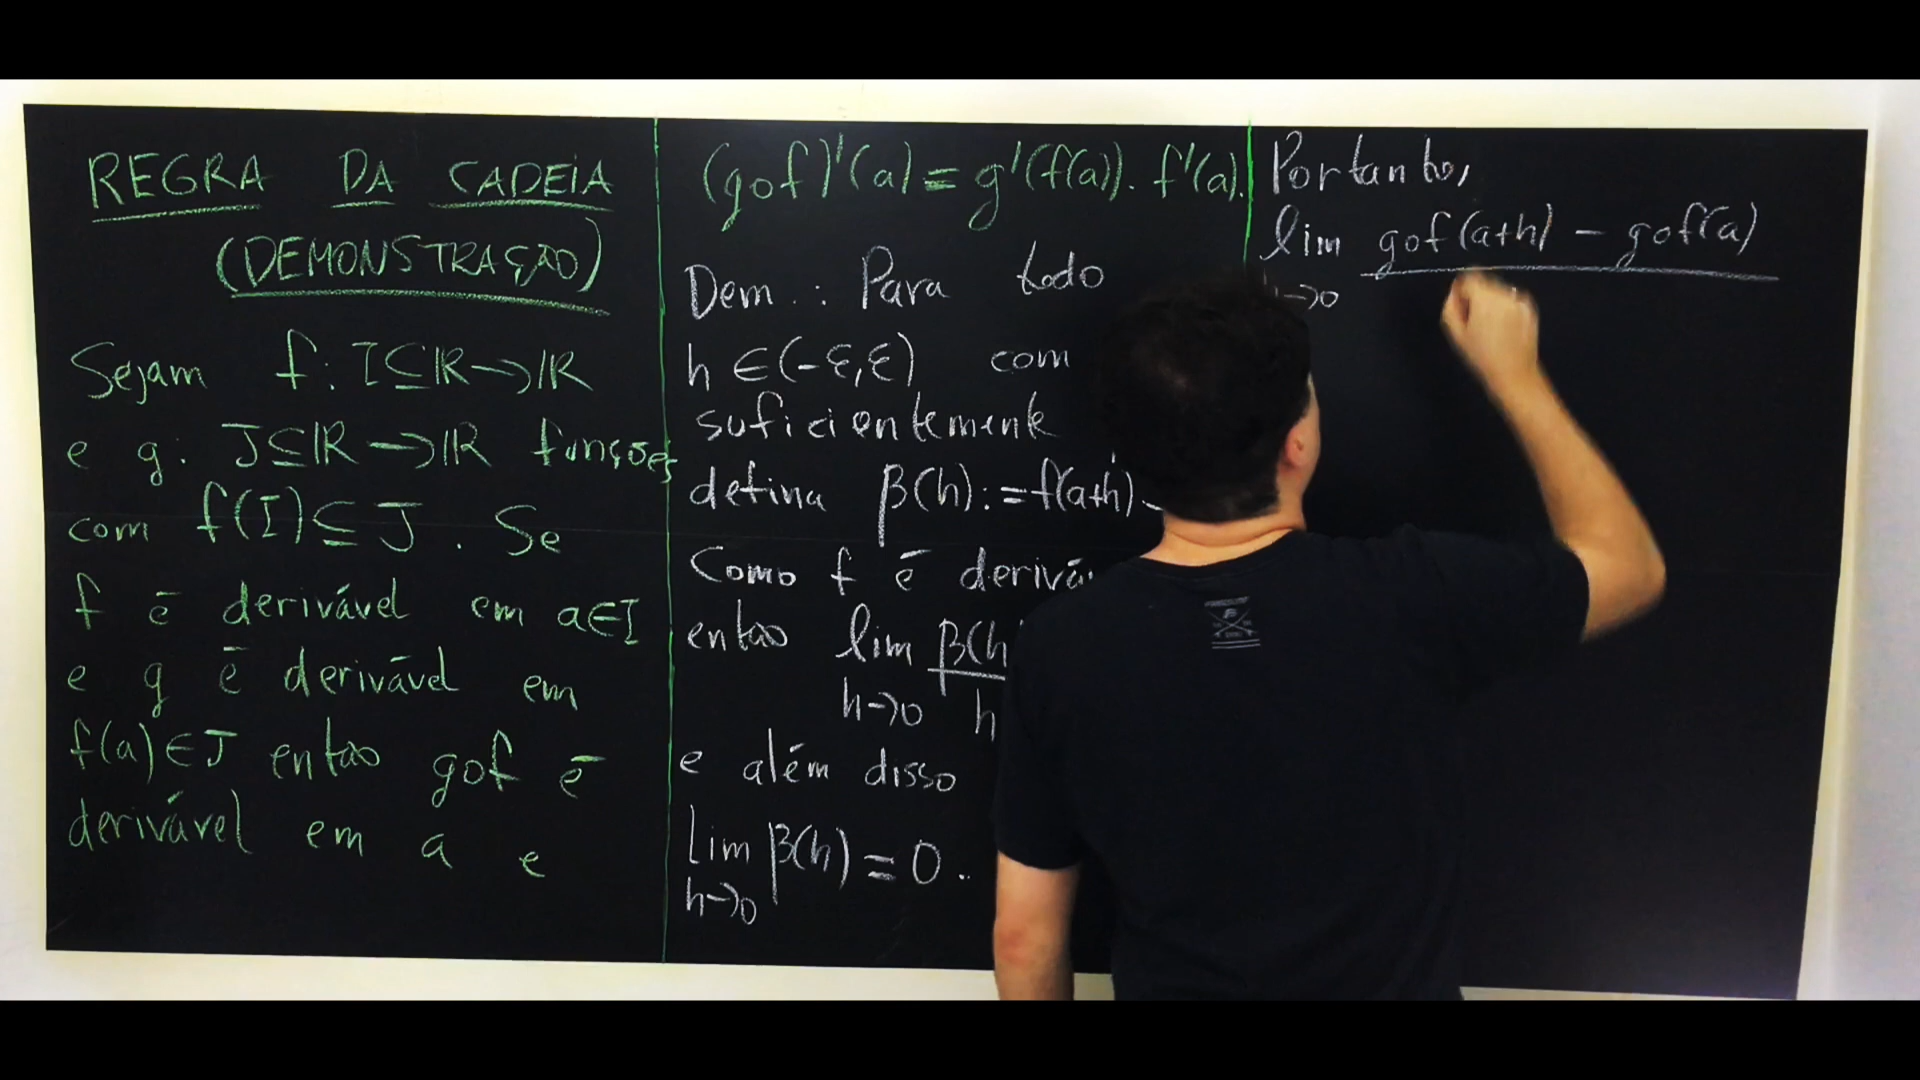 REGRA DA CADEIA
(DEMONSTRAÇÃO)
Sejam f: I⊆ℝ→ℝ
e g: J⊆ℝ→ℝ funções
com f(I)⊆J. Se
f é derivável em a∈I
e g é derivável em
f(a)∈J então gof é
derivável em a e
(gof)'(a) = g'(f(a)). f'(a).
Dem.: Para todo
h ∈(-ε,ε) com
suficientemente
defina β(h):=f(a+h) -
Como f é
então lim β(h
h→0 h
e além disso
lim β(h) = 0.
h→0
Portanto,
lim gof(a+h) - gof(a)
→0